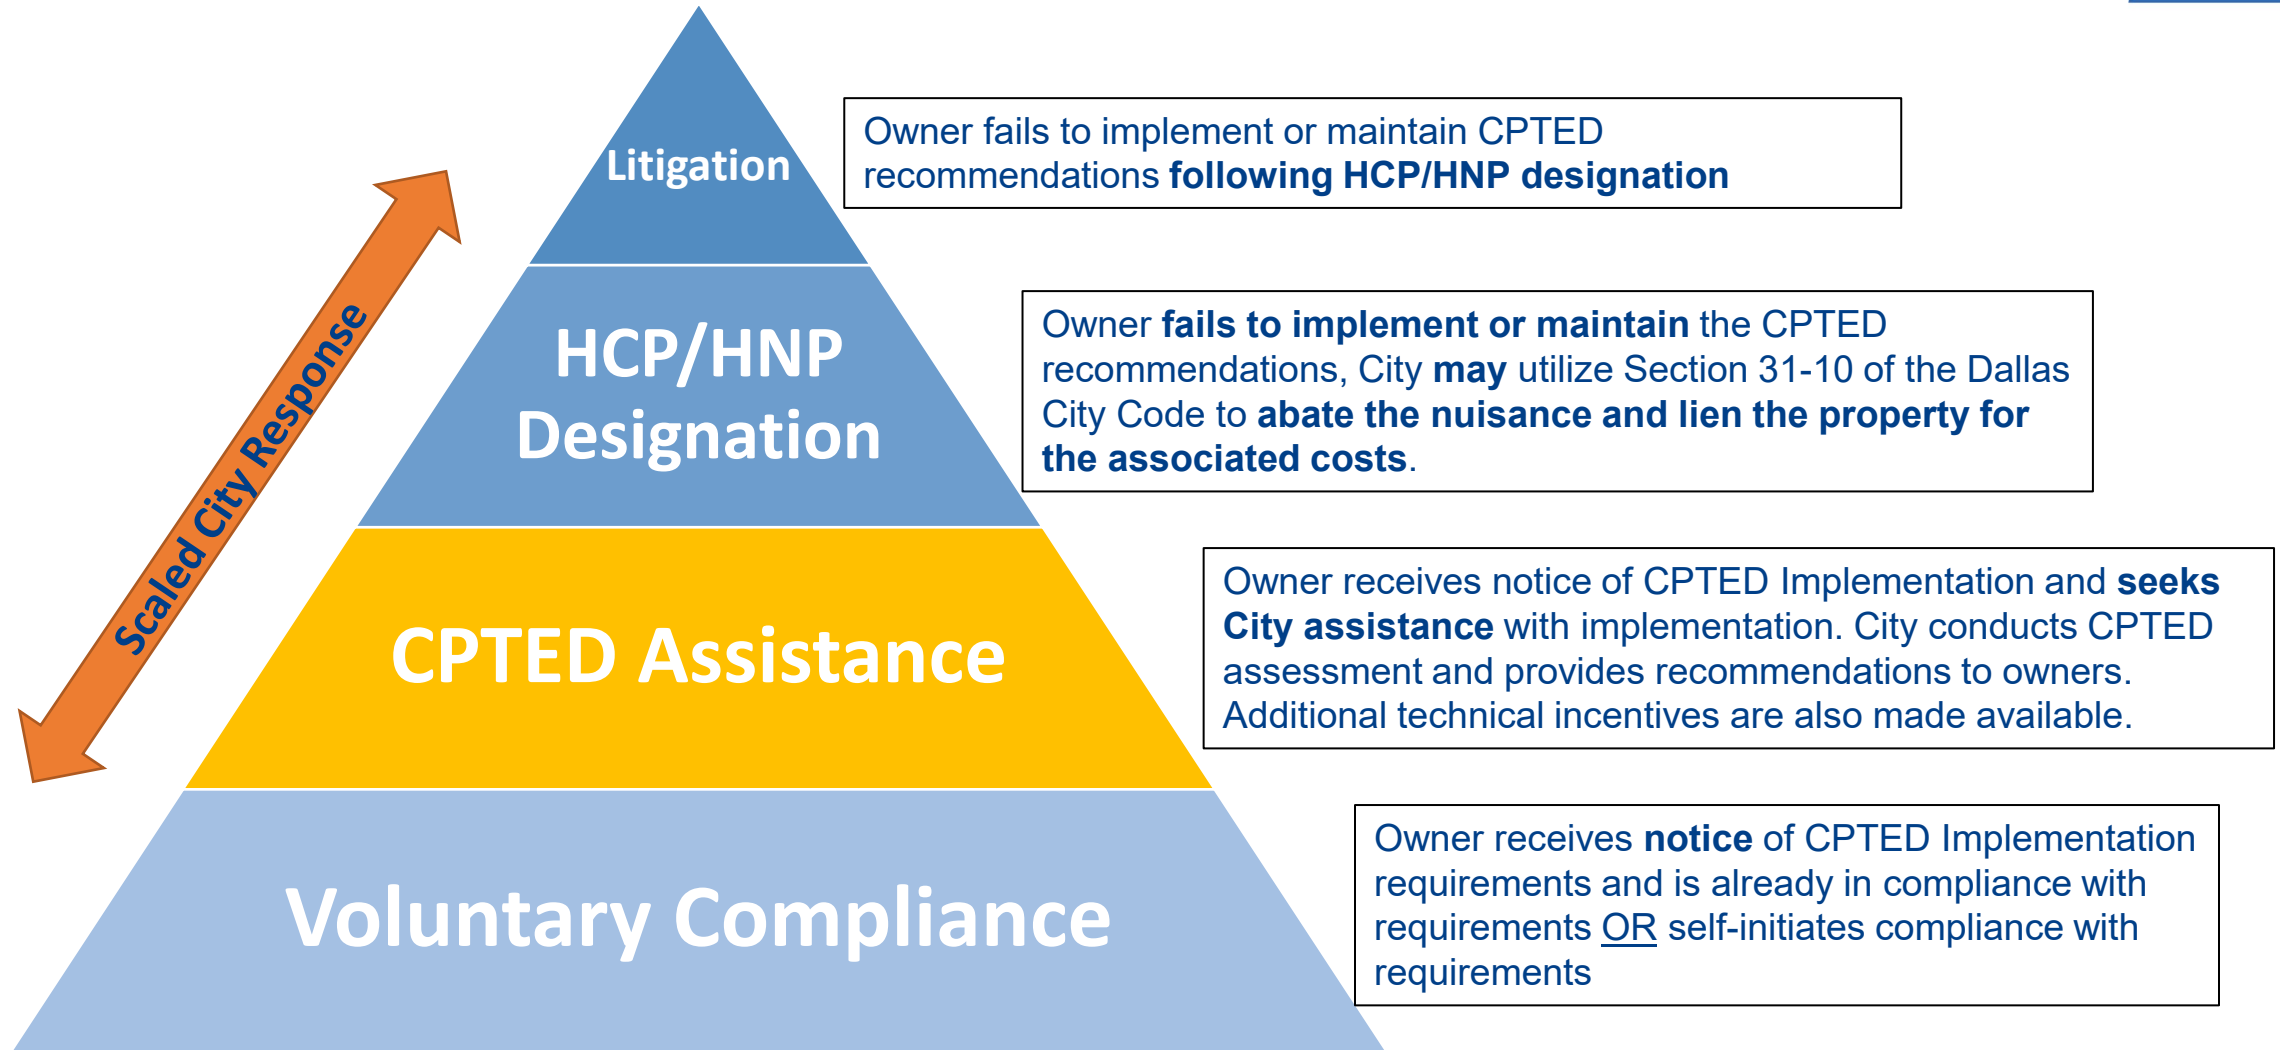 Litigation
Owner fails to implement or maintain CPTED
recommendations following HCP/HNP designation
Scaled City Response
HCP/HNP
Designation
Owner fails to implement or maintain the CPTED
recommendations, City may utilize Section 31-10 of the Dallas
City Code to abate the nuisance and lien the property for
the associated costs.
CPTED Assistance
Owner receives notice of CPTED Implementation and seeks
City assistance with implementation. City conducts CPTED
assessment and provides recommendations to owners.
Additional technical incentives are also made available.
Voluntary Compliance
Owner receives notice of CPTED Implementation
requirements and is already in compliance with
requirements OR self-initiates compliance with
requirements